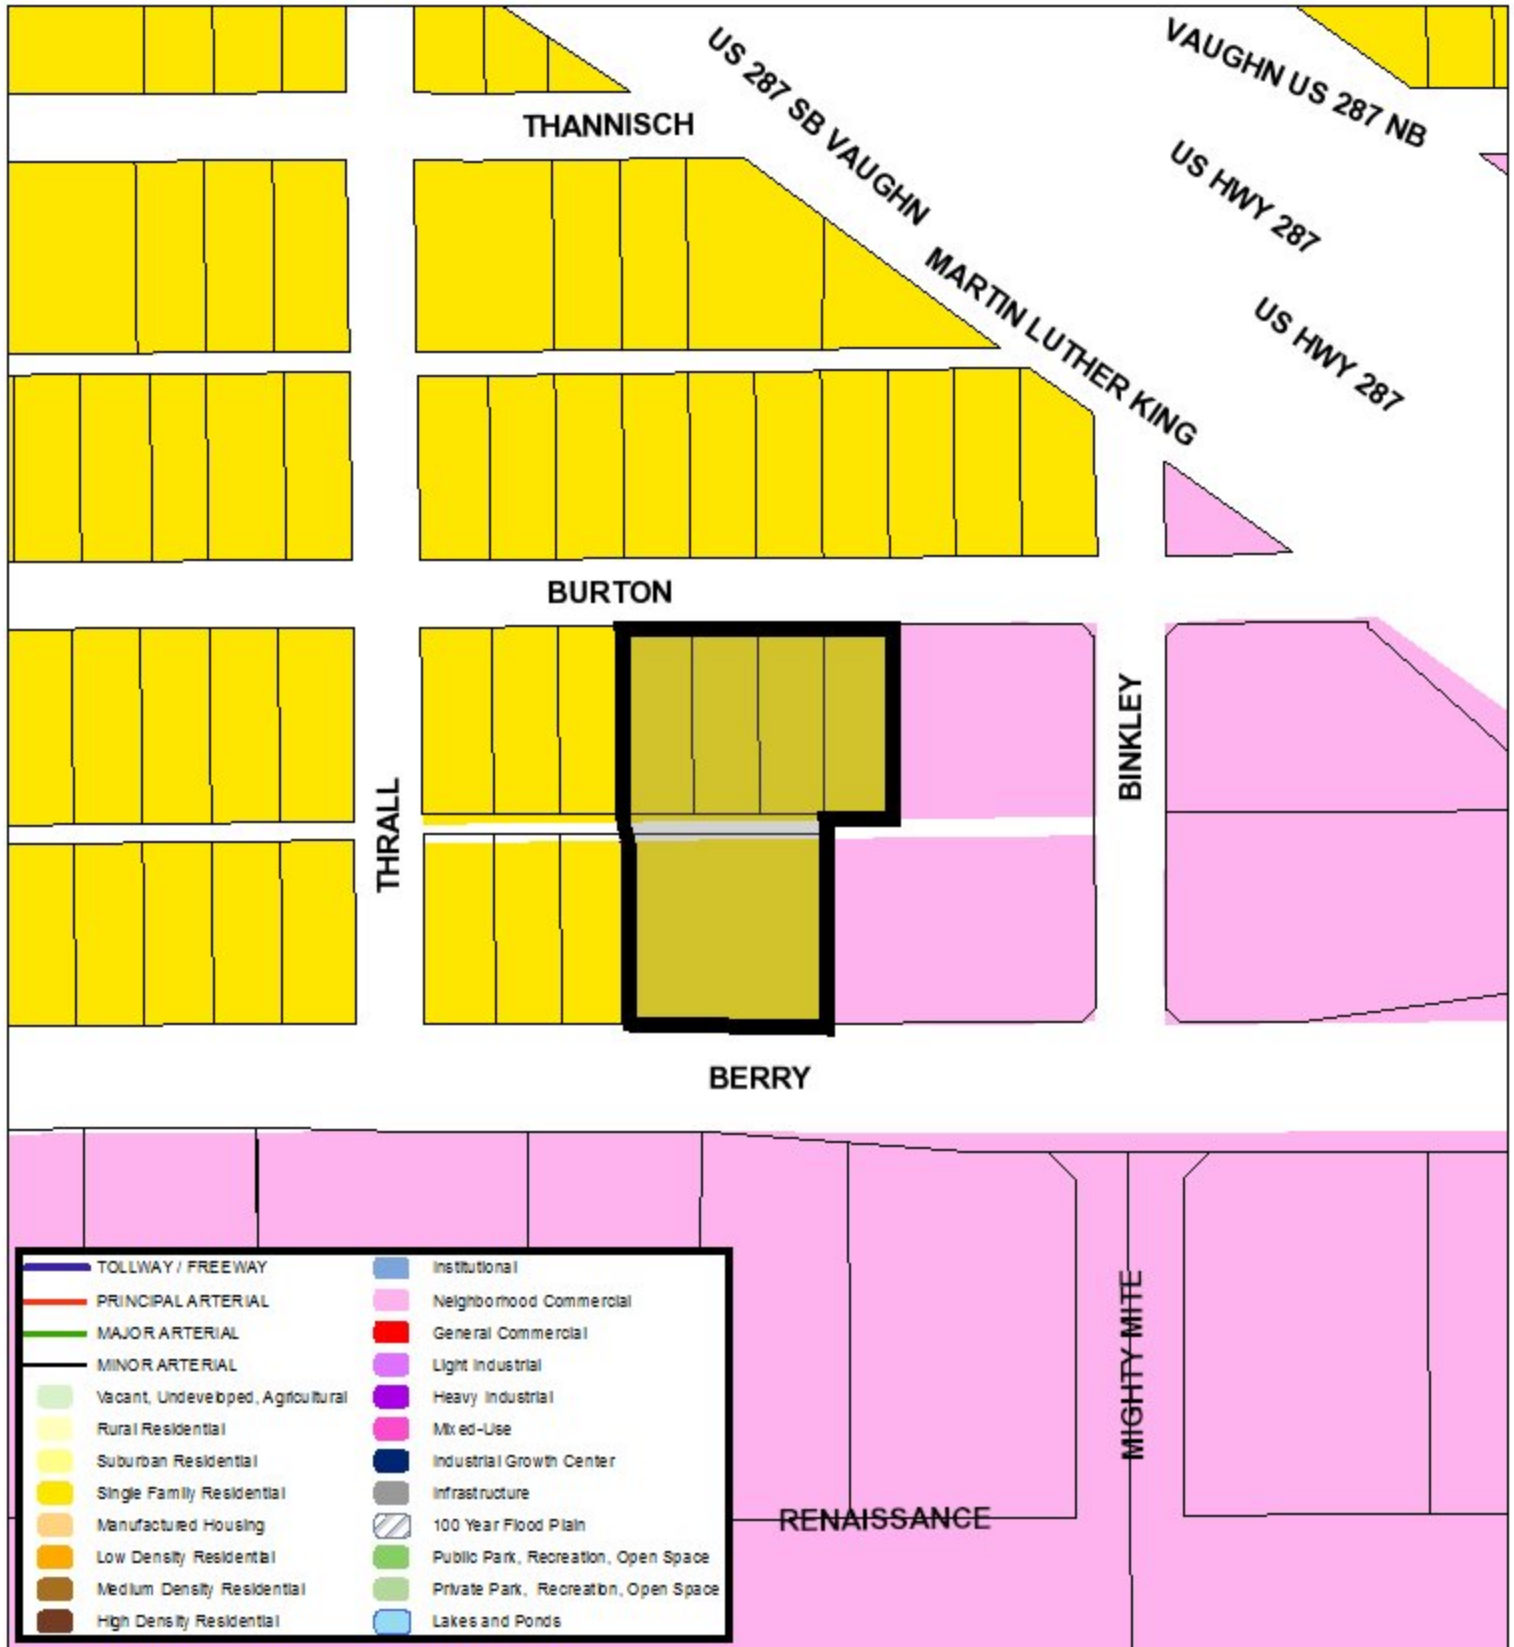 US 287 SB VAUGHN
VAUGHN US 287 NB
THANNISCH
US HWY 287
MARTIN LUTHER KING
US HWY 287
BURTON
BINKLEY
THRALL
BERRY
MIGHTY MITE
RENAISSANCE
TOLLWAY / FREEWAY
PRINCIPAL ARTERIAL
MAJOR ARTERIAL
MINOR ARTERIAL
Vacant, Undeveloped, Agricultural
Rural Residential
Suburban Residential
Single Family Residential
Manufactured Housing
Low Density Residential
Medium Density Residential
High Density Residential
Institutional
Neighborhood Commercial
General Commercial
Light Industrial
Heavy Industrial
Mixed-Use
Industrial Growth Center
Infrastructure
100 Year Flood Plain
Public Park, Recreation, Open Space
Private Park, Recreation, Open Space
Lakes and Ponds